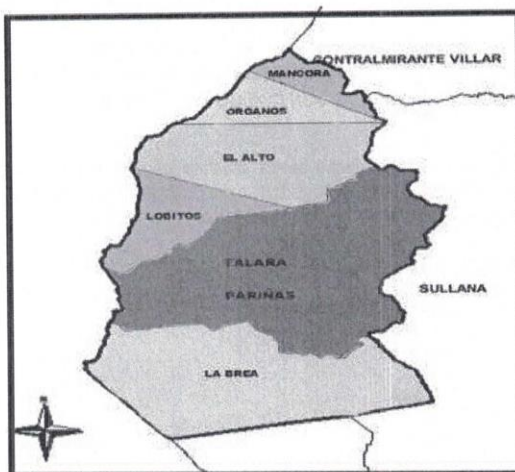 CONTRALMIRANTE VILLAR
MANCORA
ORGANOS
EL ALTO
LOBITOS
TALARA
PARIÑAS
SULLANA
LA BREA
N